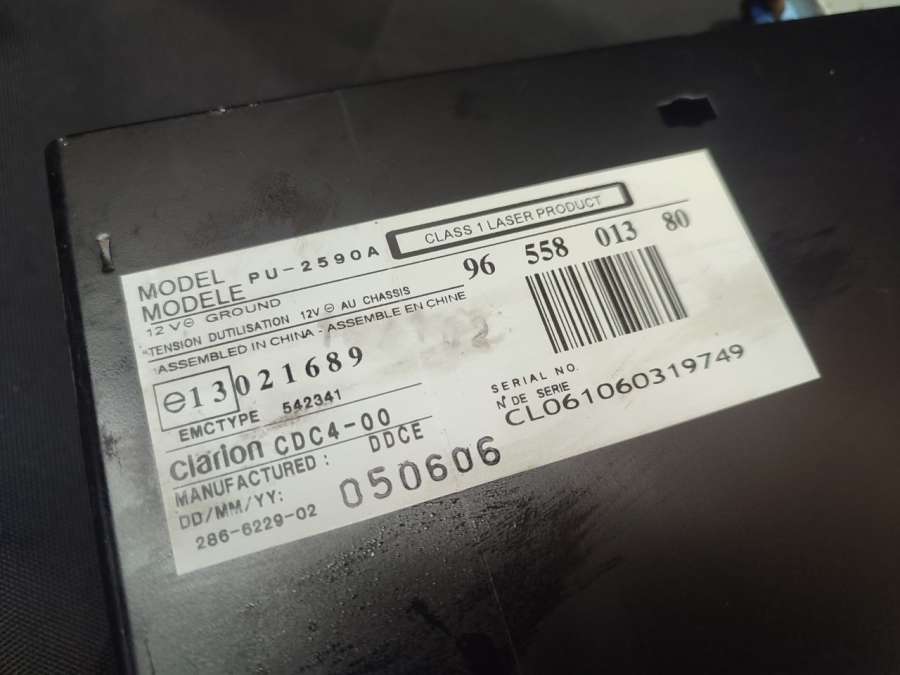 MODEL
MODELE PU-2590A
CLASS 1 LASER PRODUCT
12V⊖ GROUND
96 558 013 80
TENSION DUTILISATION 12V ⊖ AU CHASSIS
ASSEMBLED IN CHINA - ASSEMBLE EN CHINE
e13 021689
EMCTYPE 542341
SERIAL NO.
N° DE SERIE
CL061060319749
clarion CDC4-00
MANUFACTURED : DDCE
DD/MM/YY: 050606
286-6229-02